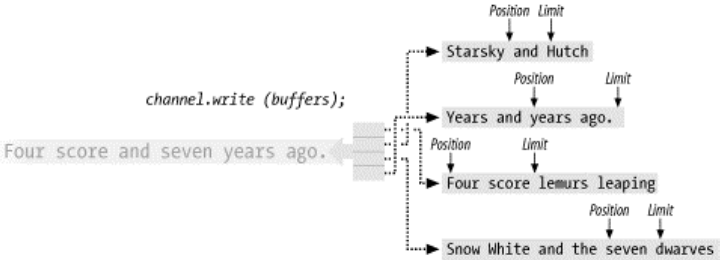 Position Limit
Starsky and Hutch
Position Limit
channel.write (buffers);
Years and years ago.
Four score and seven years ago.
Position Limit
Four score lemurs leaping
Position Limit
Snow White and the seven dwarves